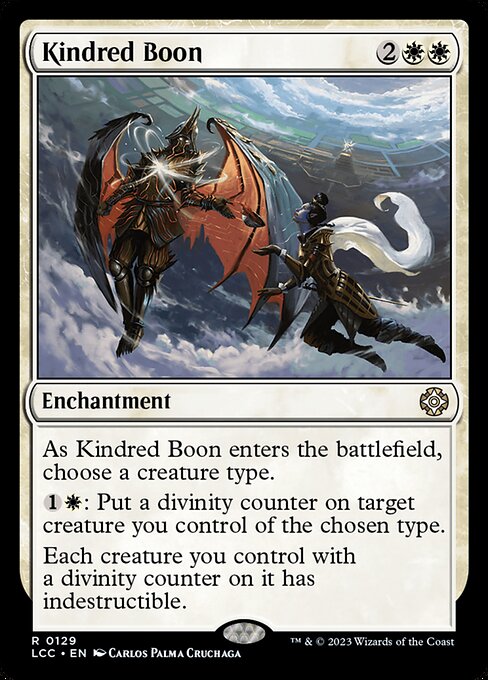 Kindred Boon 2
Enchantment
As Kindred Boon enters the battlefield,
choose a creature type.
1 : Put a divinity counter on target
creature you control of the chosen type.
Each creature you control with
a divinity counter on it has
indestructible.
R 0129
LCC • EN Carlos Palma Cruchaga
™ & © 2023 Wizards of the Coast